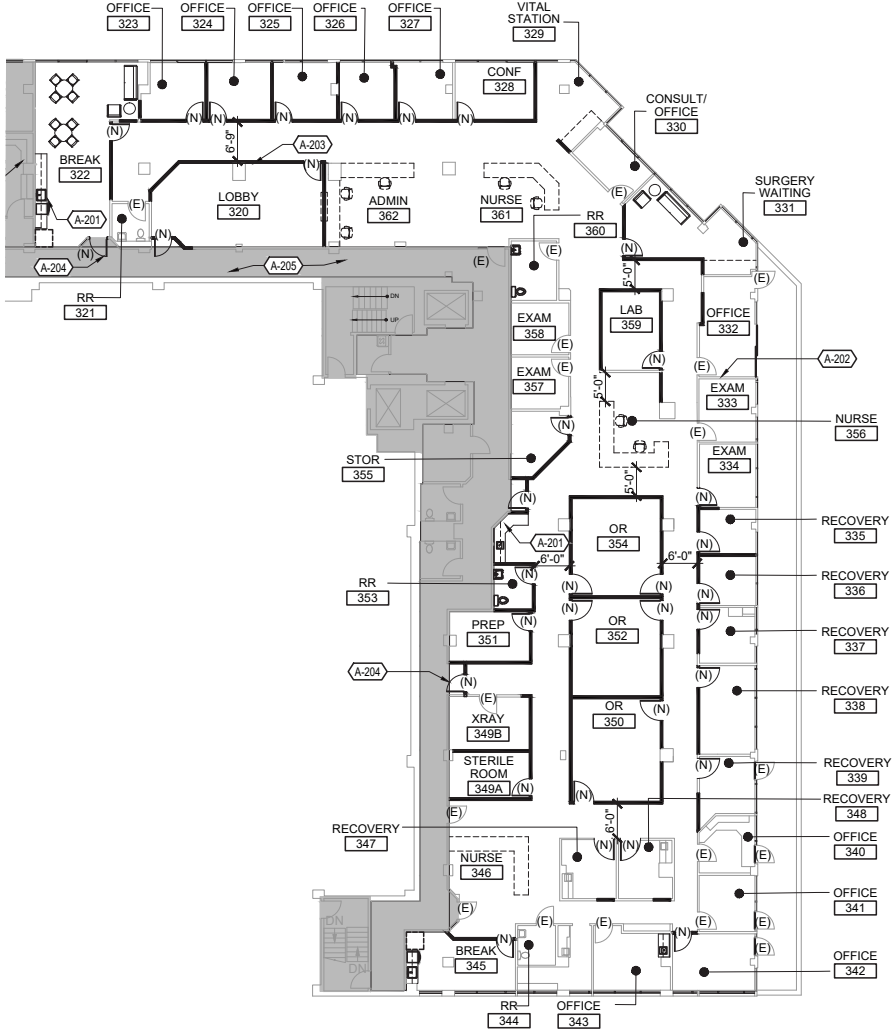 OFFICE
323
OFFICE
324
OFFICE
325
OFFICE
326
OFFICE
327
VITAL
STATION
329
CONF
328
(N)
(N)
(N)
(N)
(N)
(N)
(N)
6'-9"
A-203
(N)
CONSULT/
OFFICE
330
BREAK
322
A-201
(E)
LOBBY
320
ADMIN
362
NURSE
361
(E)
RR
360
SURGERY
WAITING
331
(N)
(N)
(N)
A-204
A-205
(E)
(E)
RR
321
DN
UP
5'-0"
(E)
EXAM
358
LAB
359
OFFICE
332
(E)
(N)
(E)
A-202
EXAM
357
(E)
5'-0"
EXAM
333
(N)
(E)
NURSE
356
EXAM
334
STOR
355
5'-0"
(N)
(N)
OR
354
RECOVERY
335
A-201
(N)
6'-0"
6'-0"
RR
353
(N)
(N)
(N)
(N)
RECOVERY
336
PREP
351
(N)
(N)
(N)
OR
352
(N)
RECOVERY
337
A-204
(N)
(N)
RECOVERY
338
(E)
OR
350
(N)
XRAY
349B
STERILE
ROOM
349A
(N)
(N)
(N)
(E)
RECOVERY
339
(E)
6'-0"
RECOVERY
348
RECOVERY
347
(N)
(N)
OFFICE
340
NURSE
346
(E)
(E)
OFFICE
341
(E)
(E)
(E)
(E)
(E)
DN
DN
(N)
(N)
(E)
BREAK
345
OFFICE
342
RR
344
OFFICE
343